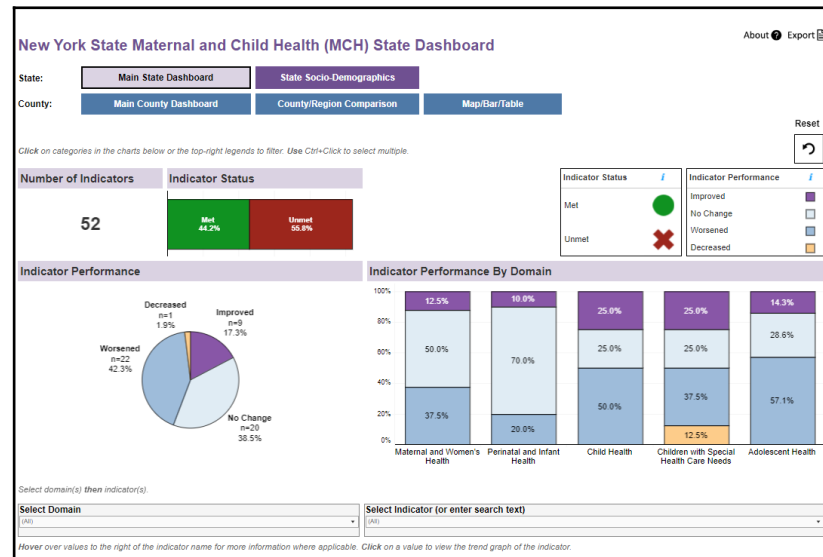 New York State Maternal and Child Health (MCH) State Dashboard
About ? Export
State:
Main State Dashboard
State Socio-Demographics
County:
Main County Dashboard
County/Region Comparison
Map/Bar/Table
Reset
Click on categories in the charts below or the top-right legends to filter. Use Ctrl+Click to select multiple.
Number of Indicators
52
Indicator Status
Met
44.2%
Unmet
55.8%
Indicator Status i
Met
Unmet
Indicator Performance i
Improved
No Change
Worsened
Decreased
Indicator Performance
Decreased
n=1
1.9%
Improved
n=9
17.3%
Worsened
n=22
42.3%
No Change
n=20
38.5%
Indicator Performance By Domain
100%
80%
60%
40%
20%
0%
12.5%
50.0%
37.5%
Maternal and Women's
Health
10.0%
70.0%
20.0%
Perinatal and Infant
Health
25.0%
25.0%
50.0%
Child Health
25.0%
25.0%
37.5%
12.5%
Children with Special
Health Care Needs
14.3%
28.6%
57.1%
Adolescent Health
Select domain(s) then indicator(s).
Select Domain
(All)
Select Indicator (or enter search text)
(All)
Hover over values to the right of the indicator name for more information where applicable. Click on a value to view the trend graph of the indicator.